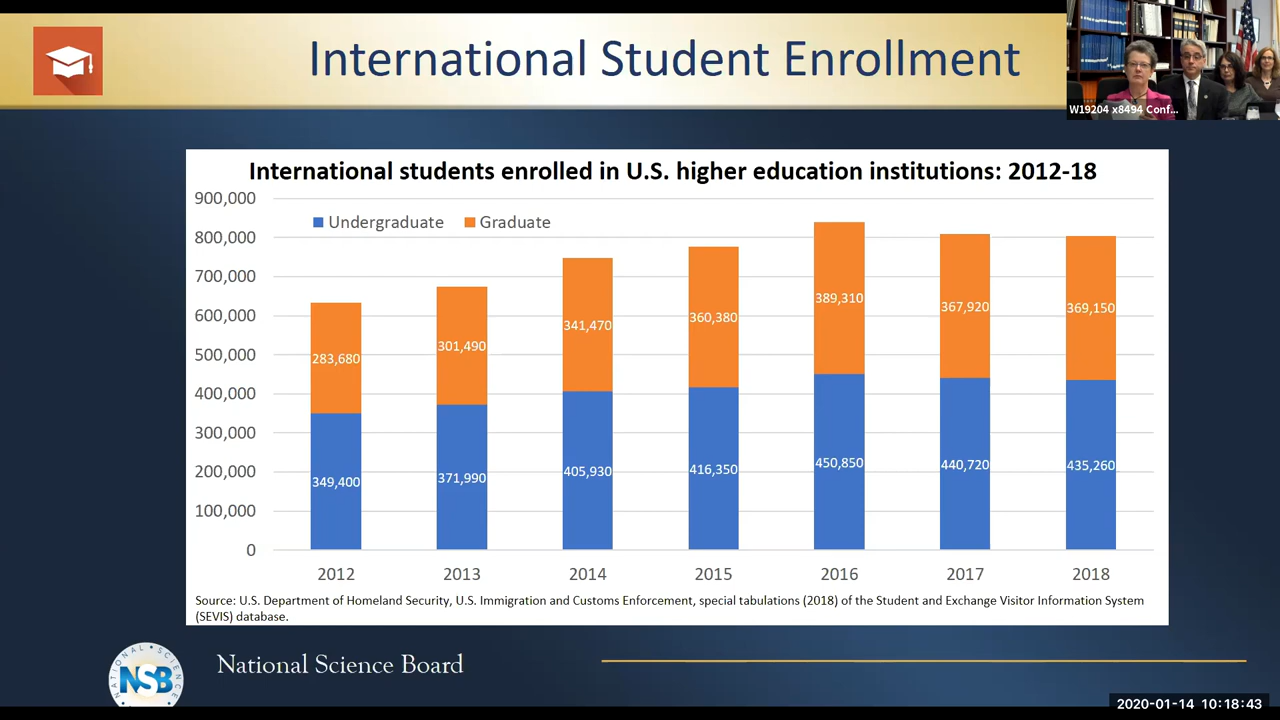 International Student Enrollment
W19204 x8494 Conf...
International students enrolled in U.S. higher education institutions: 2012-18
900,000
Undergraduate Graduate
800,000
700,000
600,000
500,000
400,000
300,000
200,000
100,000
0
283,680
301,490
341,470
360,380
389,310
367,920
369,150
349,400
371,990
405,930
416,350
450,850
440,720
435,260
2012 2013 2014 2015 2016 2017 2018
Source: U.S. Department of Homeland Security, U.S. Immigration and Customs Enforcement, special tabulations (2018) of the Student and Exchange Visitor Information System
(SEVIS) database.
NATIONAL SCIENCE
NSB
National Science Board
2020-01-14 10:18:43